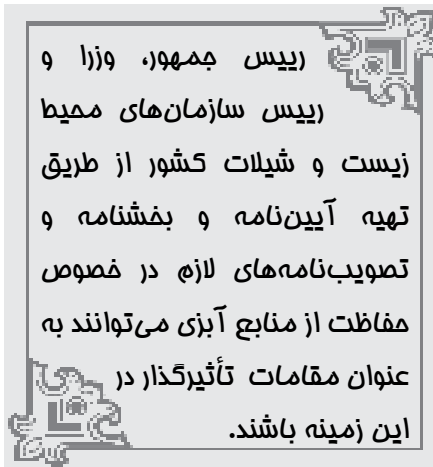 رییس جمهور، وزرا و
رییس سازمان‌های محیط
زیست و شیلات کشور از طریق
تهیه آیین‌نامه و بخشنامه و
تصویب‌نامه‌های لازم در خصوص
حفاظت از منابع آبزی می‌توانند به
عنوان مقامات تأثیرگذار در
این زمینه باشند.